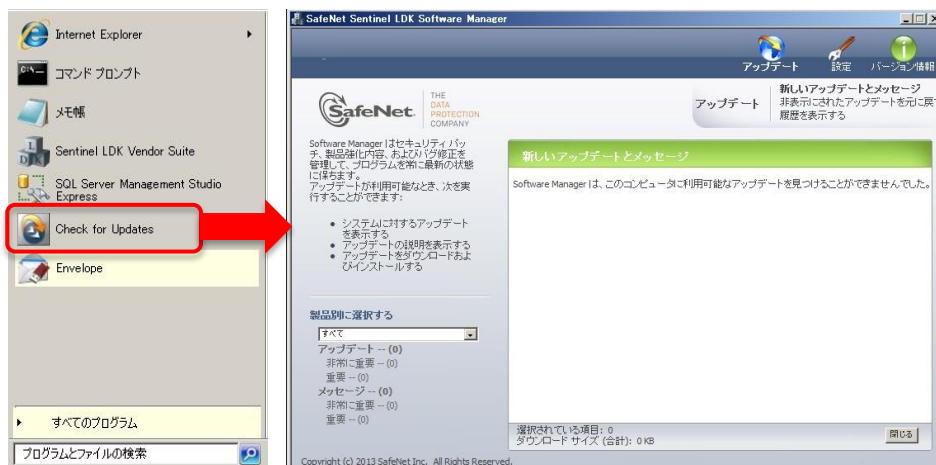 Internet Explorer
コマンド プロンプト
メモ帳
Sentinel LDK Vendor Suite
SQL Server Management Studio
Express
Check for Updates
Envelope
すべてのプログラム
プログラムとファイルの検索
SafeNet Sentinel LDK Software Manager
アップデート
設定
バージョン情報
SafeNet.
THE
DATA
PROTECTION
COMPANY
アップデート
新しいアップデートとメッセージ
非表示にされたアップデートを元に戻
履歴を表示する
Software Manager はセキュリティ パッ
チ、製品強化内容、およびバグ修正を
管理して、プログラムを常に最新の状態
に保ちます。
アップデートが利用可能なとき、次を実
行することができます:
システムに対するアップデート
を表示する
アップデートの説明を表示する
アップデートをダウンロードおよ
びインストールする
製品別に選択する
すべて
アップデート -- (0)
非常に重要 -- (0)
重要 -- (0)
メッセージ -- (0)
非常に重要 -- (0)
重要 -- (0)
新しいアップデートとメッセージ
Software Manager は、このコンピュータに利用可能なアップデートを見つけることができませんでした。
選択されている項目: 0
ダウンロード サイズ (合計): 0 KB
閉じる
Copyright (c) 2013 SafeNet Inc. All Rights Reserved.